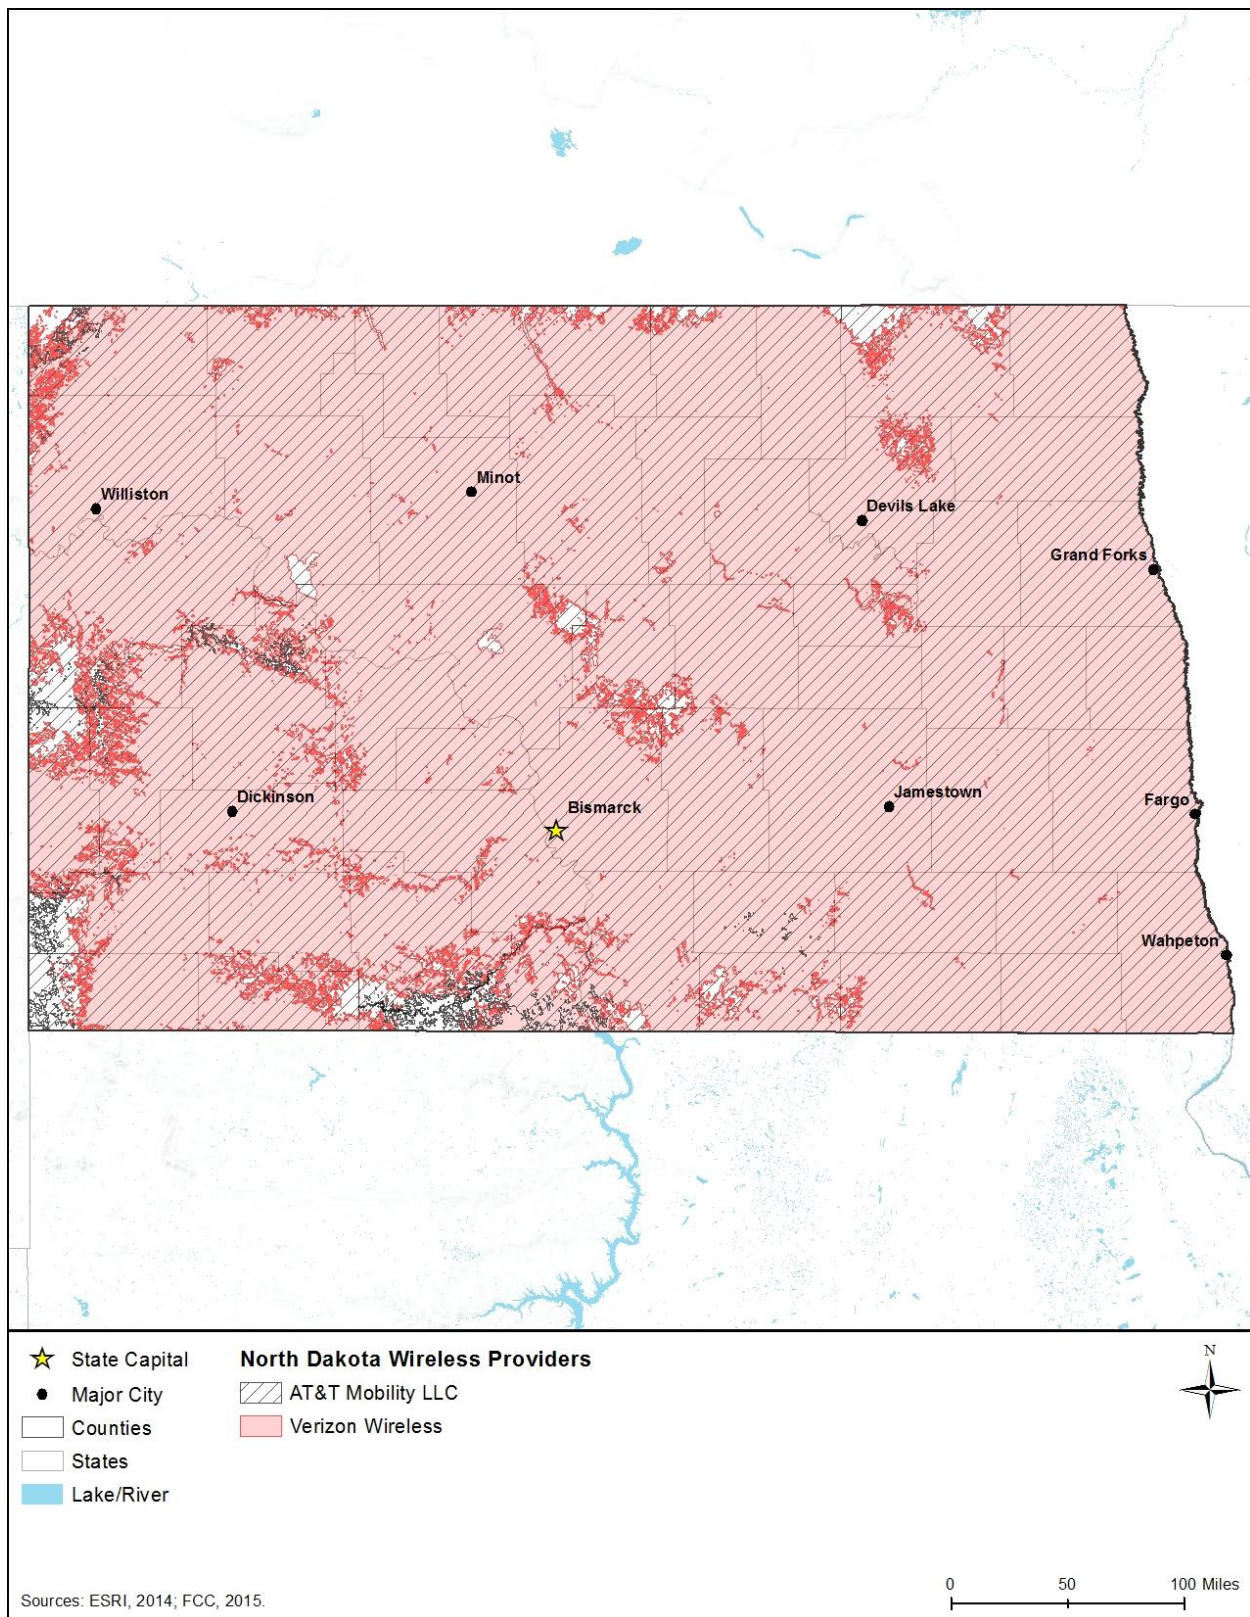 Williston
Minot
Devils Lake
Grand Forks
Dickinson
Bismarck
Jamestown
Fargo
Wahpeton
State Capital
North Dakota Wireless Providers
N
Major City
AT&T Mobility LLC
Counties
Verizon Wireless
States
Lake/River
0 50 100 Miles
Sources: ESRI, 2014; FCC, 2015.